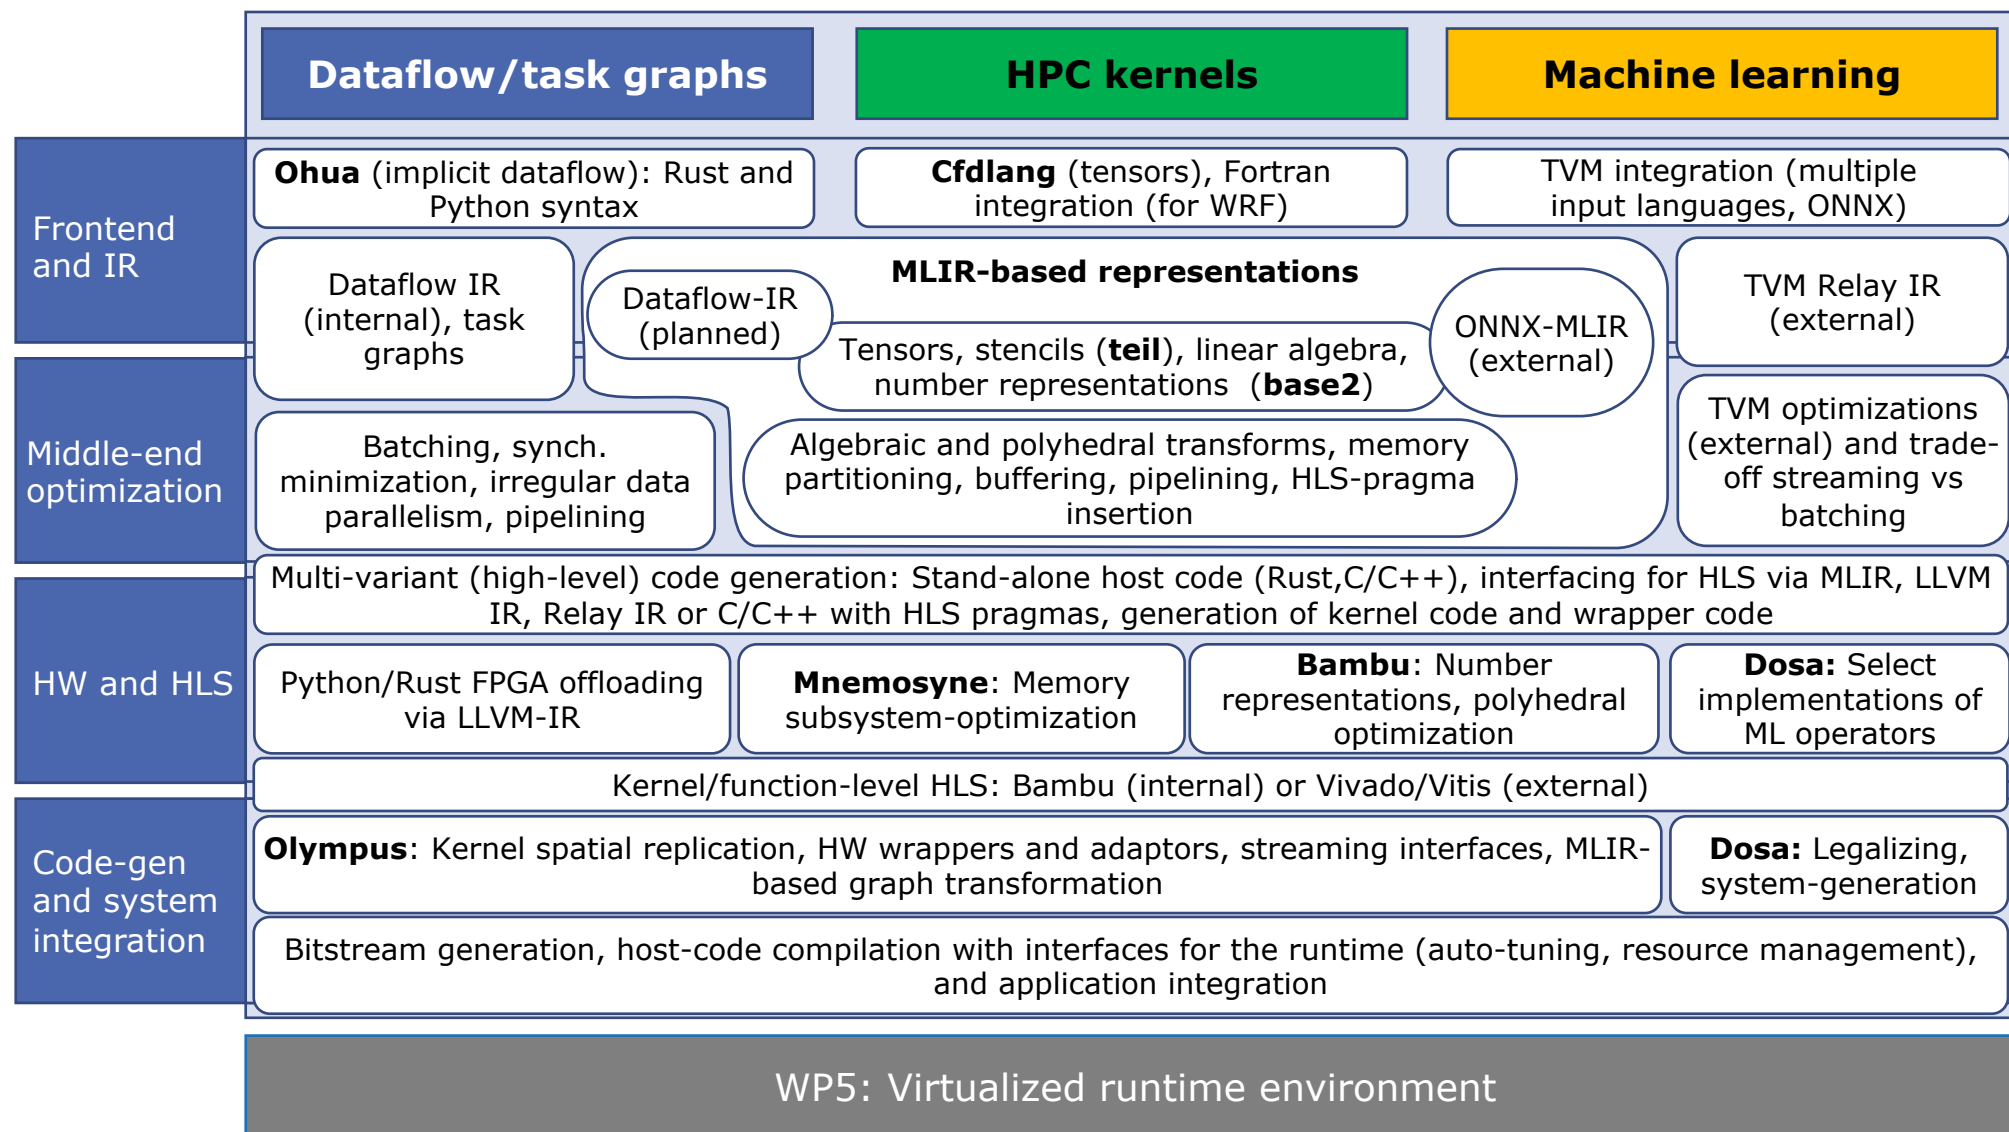 Dataflow/task graphs
HPC kernels
Machine learning
Frontend
and IR
Ohua (implicit dataflow): Rust and
Python syntax
Cfdlang (tensors), Fortran
integration (for WRF)
TVM integration (multiple
input languages, ONNX)
Dataflow IR
(internal), task
graphs
MLIR-based representations
Dataflow-IR
(planned)
Tensors, stencils (teil), linear algebra,
number representations (base2)
ONNX-MLIR
(external)
TVM Relay IR
(external)
Middle-end
optimization
Batching, synch.
minimization, irregular data
parallelism, pipelining
Algebraic and polyhedral transforms, memory
partitioning, buffering, pipelining, HLS-pragma
insertion
TVM optimizations
(external) and trade-
off streaming vs
batching
HW and HLS
Multi-variant (high-level) code generation: Stand-alone host code (Rust,C/C++), interfacing for HLS via MLIR, LLVM
IR, Relay IR or C/C++ with HLS pragmas, generation of kernel code and wrapper code
Python/Rust FPGA offloading
via LLVM-IR
Mnemosyne: Memory
subsystem-optimization
Bambu: Number
representations, polyhedral
optimization
Dosa: Select
implementations of
ML operators
Kernel/function-level HLS: Bambu (internal) or Vivado/Vitis (external)
Code-gen
and system
integration
Olympus: Kernel spatial replication, HW wrappers and adaptors, streaming interfaces, MLIR-
based graph transformation
Dosa: Legalizing,
system-generation
Bitstream generation, host-code compilation with interfaces for the runtime (auto-tuning, resource management),
and application integration
WP5: Virtualized runtime environment